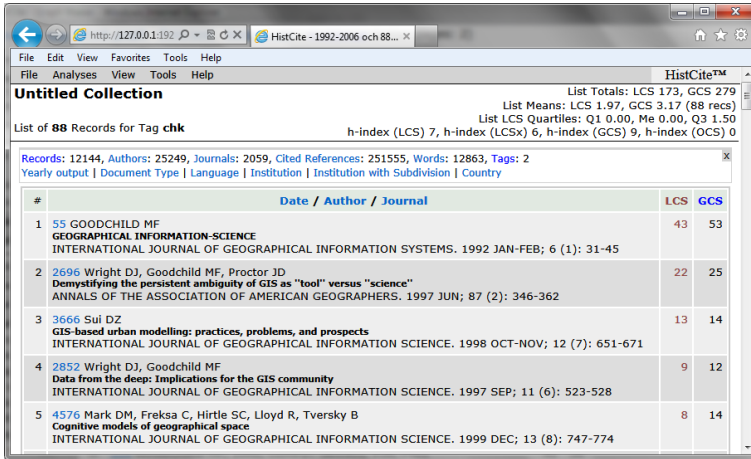 http://127.0.0.1:192
HistCite - 1992-2006 och 88... ×
File Edit View Favorites Tools Help
File Analyses View Tools Help HistCite™
Untitled Collection
List Totals: LCS 173, GCS 279
List Means: LCS 1.97, GCS 3.17 (88 recs)
List LCS Quartiles: Q1 0.00, Me 0.00, Q3 1.50
List of 88 Records for Tag chk
h-index (LCS) 7, h-index (LCSx) 6, h-index (GCS) 9, h-index (OCS) 0
Records: 12144, Authors: 25249, Journals: 2059, Cited References: 251555, Words: 12863, Tags: 2 x
Yearly output | Document Type | Language | Institution | Institution with Subdivision | Country
# Date / Author / Journal LCS GCS
1 55 GOODCHILD MF 43 53
GEOGRAPHICAL INFORMATION-SCIENCE
INTERNATIONAL JOURNAL OF GEOGRAPHICAL INFORMATION SYSTEMS. 1992 JAN-FEB; 6 (1): 31-45
2 2696 Wright DJ, Goodchild MF, Proctor JD 22 25
Demystifying the persistent ambiguity of GIS as "tool" versus "science"
ANNALS OF THE ASSOCIATION OF AMERICAN GEOGRAPHERS. 1997 JUN; 87 (2): 346-362
3 3666 Sui DZ 13 14
GIS-based urban modelling: practices, problems, and prospects
INTERNATIONAL JOURNAL OF GEOGRAPHICAL INFORMATION SCIENCE. 1998 OCT-NOV; 12 (7): 651-671
4 2852 Wright DJ, Goodchild MF 9 12
Data from the deep: Implications for the GIS community
INTERNATIONAL JOURNAL OF GEOGRAPHICAL INFORMATION SCIENCE. 1997 SEP; 11 (6): 523-528
5 4576 Mark DM, Freksa C, Hirtle SC, Lloyd R, Tversky B 8 14
Cognitive models of geographical space
INTERNATIONAL JOURNAL OF GEOGRAPHICAL INFORMATION SCIENCE. 1999 DEC; 13 (8): 747-774